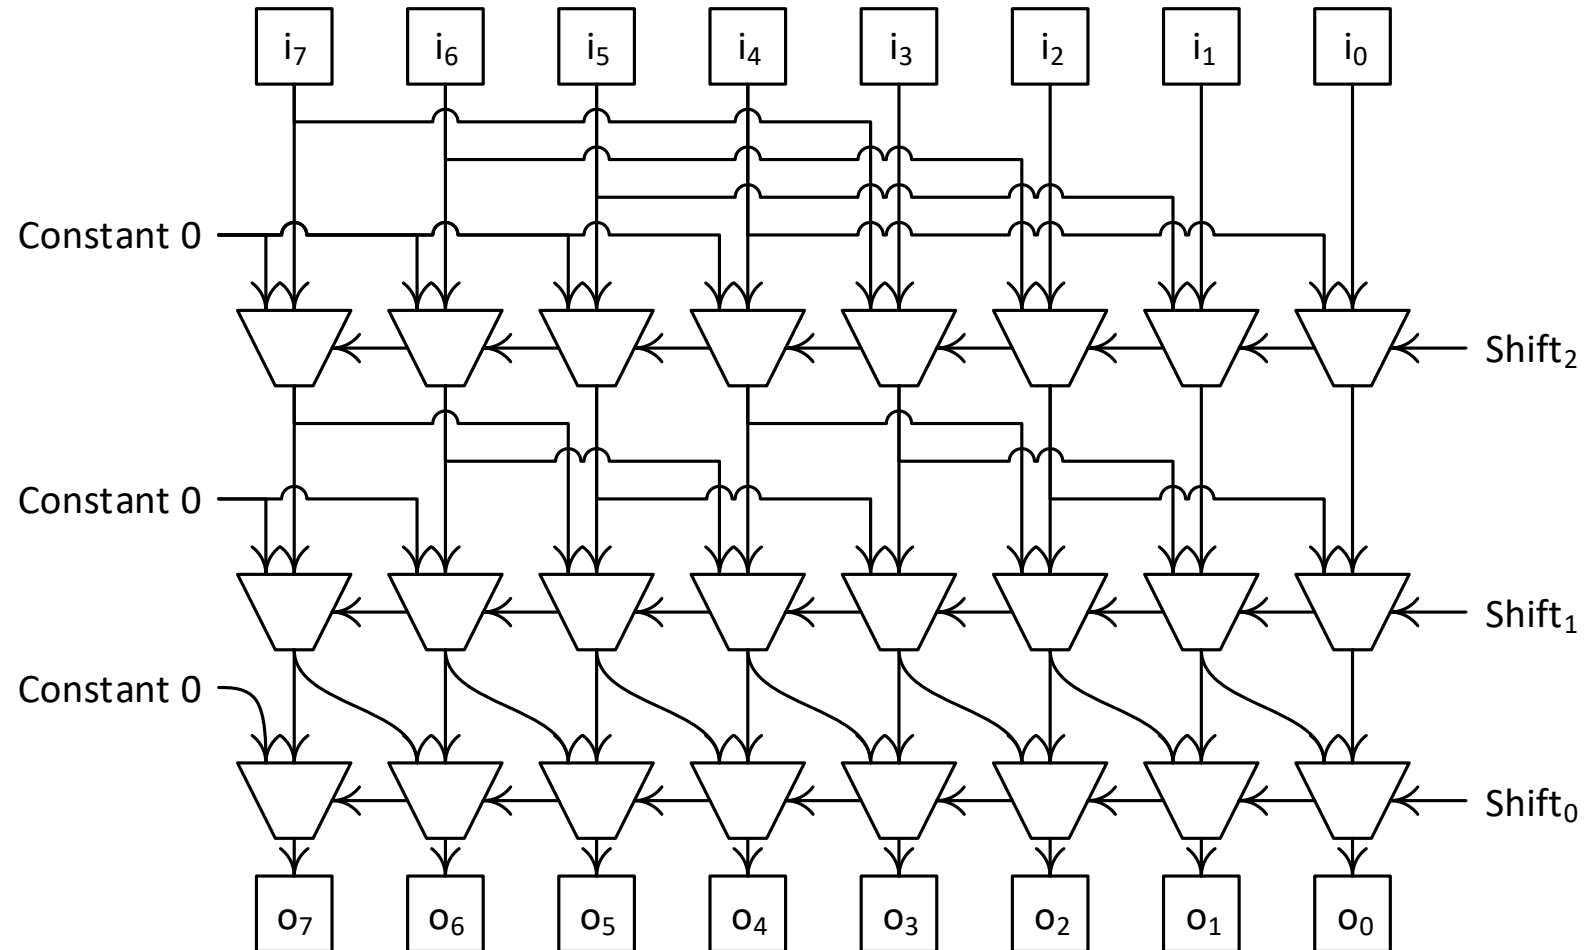 i₇ i₆ i₅ i₄ i₃ i₂ i₁ i₀
Constant 0
Shift₂
Constant 0
Shift₁
Constant 0
Shift₀
o₇ o₆ o₅ o₄ o₃ o₂ o₁ o₀